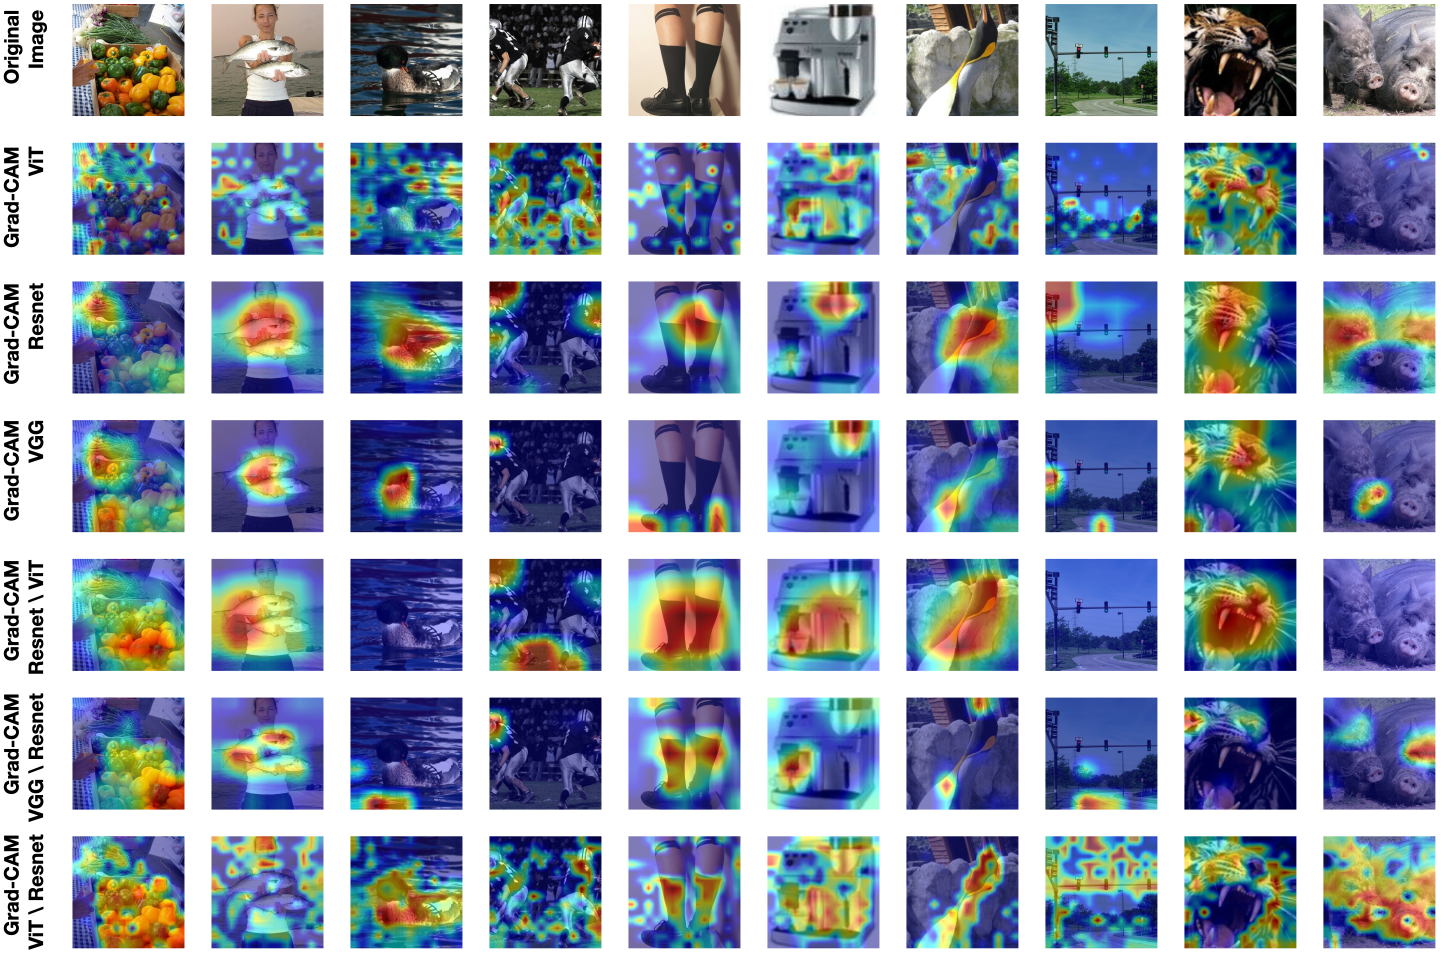 Original
Image
Grad-CAM
ViT
Grad-CAM
Resnet
Grad-CAM
VGG
Grad-CAM
Resnet \ ViT
Grad-CAM
VGG \ Resnet
Grad-CAM
ViT \ Resnet